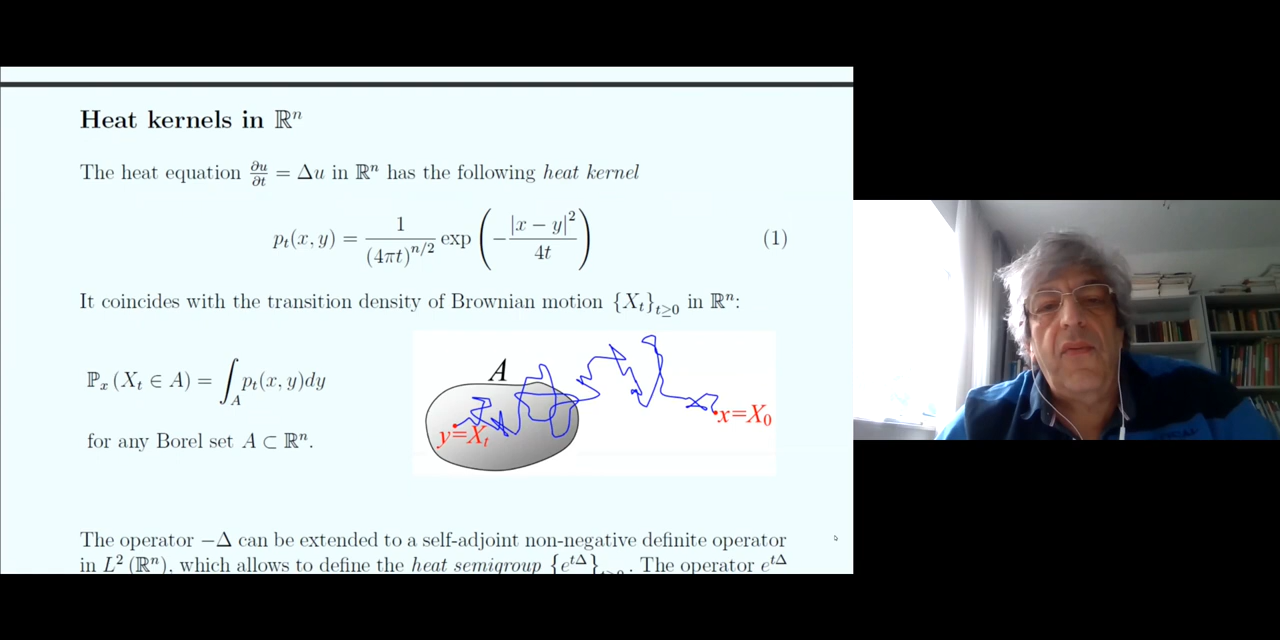 Heat kernels in ℝⁿ
The heat equation ∂u/∂t = Δu in ℝⁿ has the following heat kernel
pₜ(x, y) = 1/(4πt)^{n/2} exp(−|x − y|²/4t) (1)
It coincides with the transition density of Brownian motion {Xₜ}_{t≥0} in ℝⁿ:
ℙₓ (Xₜ ∈ A) = ∫_A pₜ(x, y)dy
for any Borel set A ⊂ ℝⁿ.
A
y=Xₜ
x=X₀
The operator −Δ can be extended to a self-adjoint non-negative definite operator
in L² (ℝⁿ), which allows to define the heat semigroup {e^{tΔ}}_{t≥0}. The operator e^{tΔ}